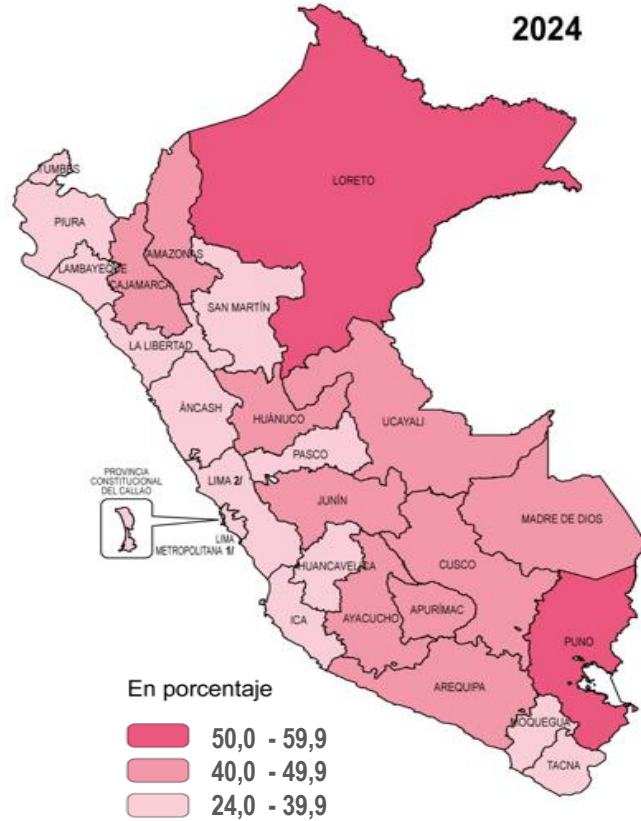 2024
LORETO
TUMBES
PIURA
AMAZONAS
LAMBAYEQUE
CAJAMARCA
SAN MARTÍN
LA LIBERTAD
ÁNCASH
HUÁNUCO
UCAYALI
PASCO
PROVINCIA
CONSTITUCIONAL
DEL CALLAO
LIMA 2/
JUNÍN
MADRE DE DIOS
LIMA
METROPOLITANA 1/
HUANCAVELICA
CUSCO
ICA
AYACUCHO
APURÍMAC
PUNO
AREQUIPA
MOQUEGUA
TACNA
En porcentaje
50,0 - 59,9
40,0 - 49,9
24,0 - 39,9